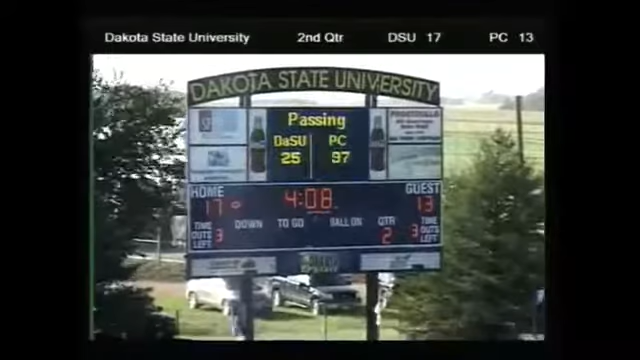 Dakota State University 2nd Qtr DSU 17 PC 13
DAKOTA STATE UNIVERSITY
Passing
DaSU PC
25 97
HOME 4:08 GUEST
17 13
DOWN TO GO BALL ON QTR
TIME OUTS LEFT 3 2 3 TIME OUTS LEFT